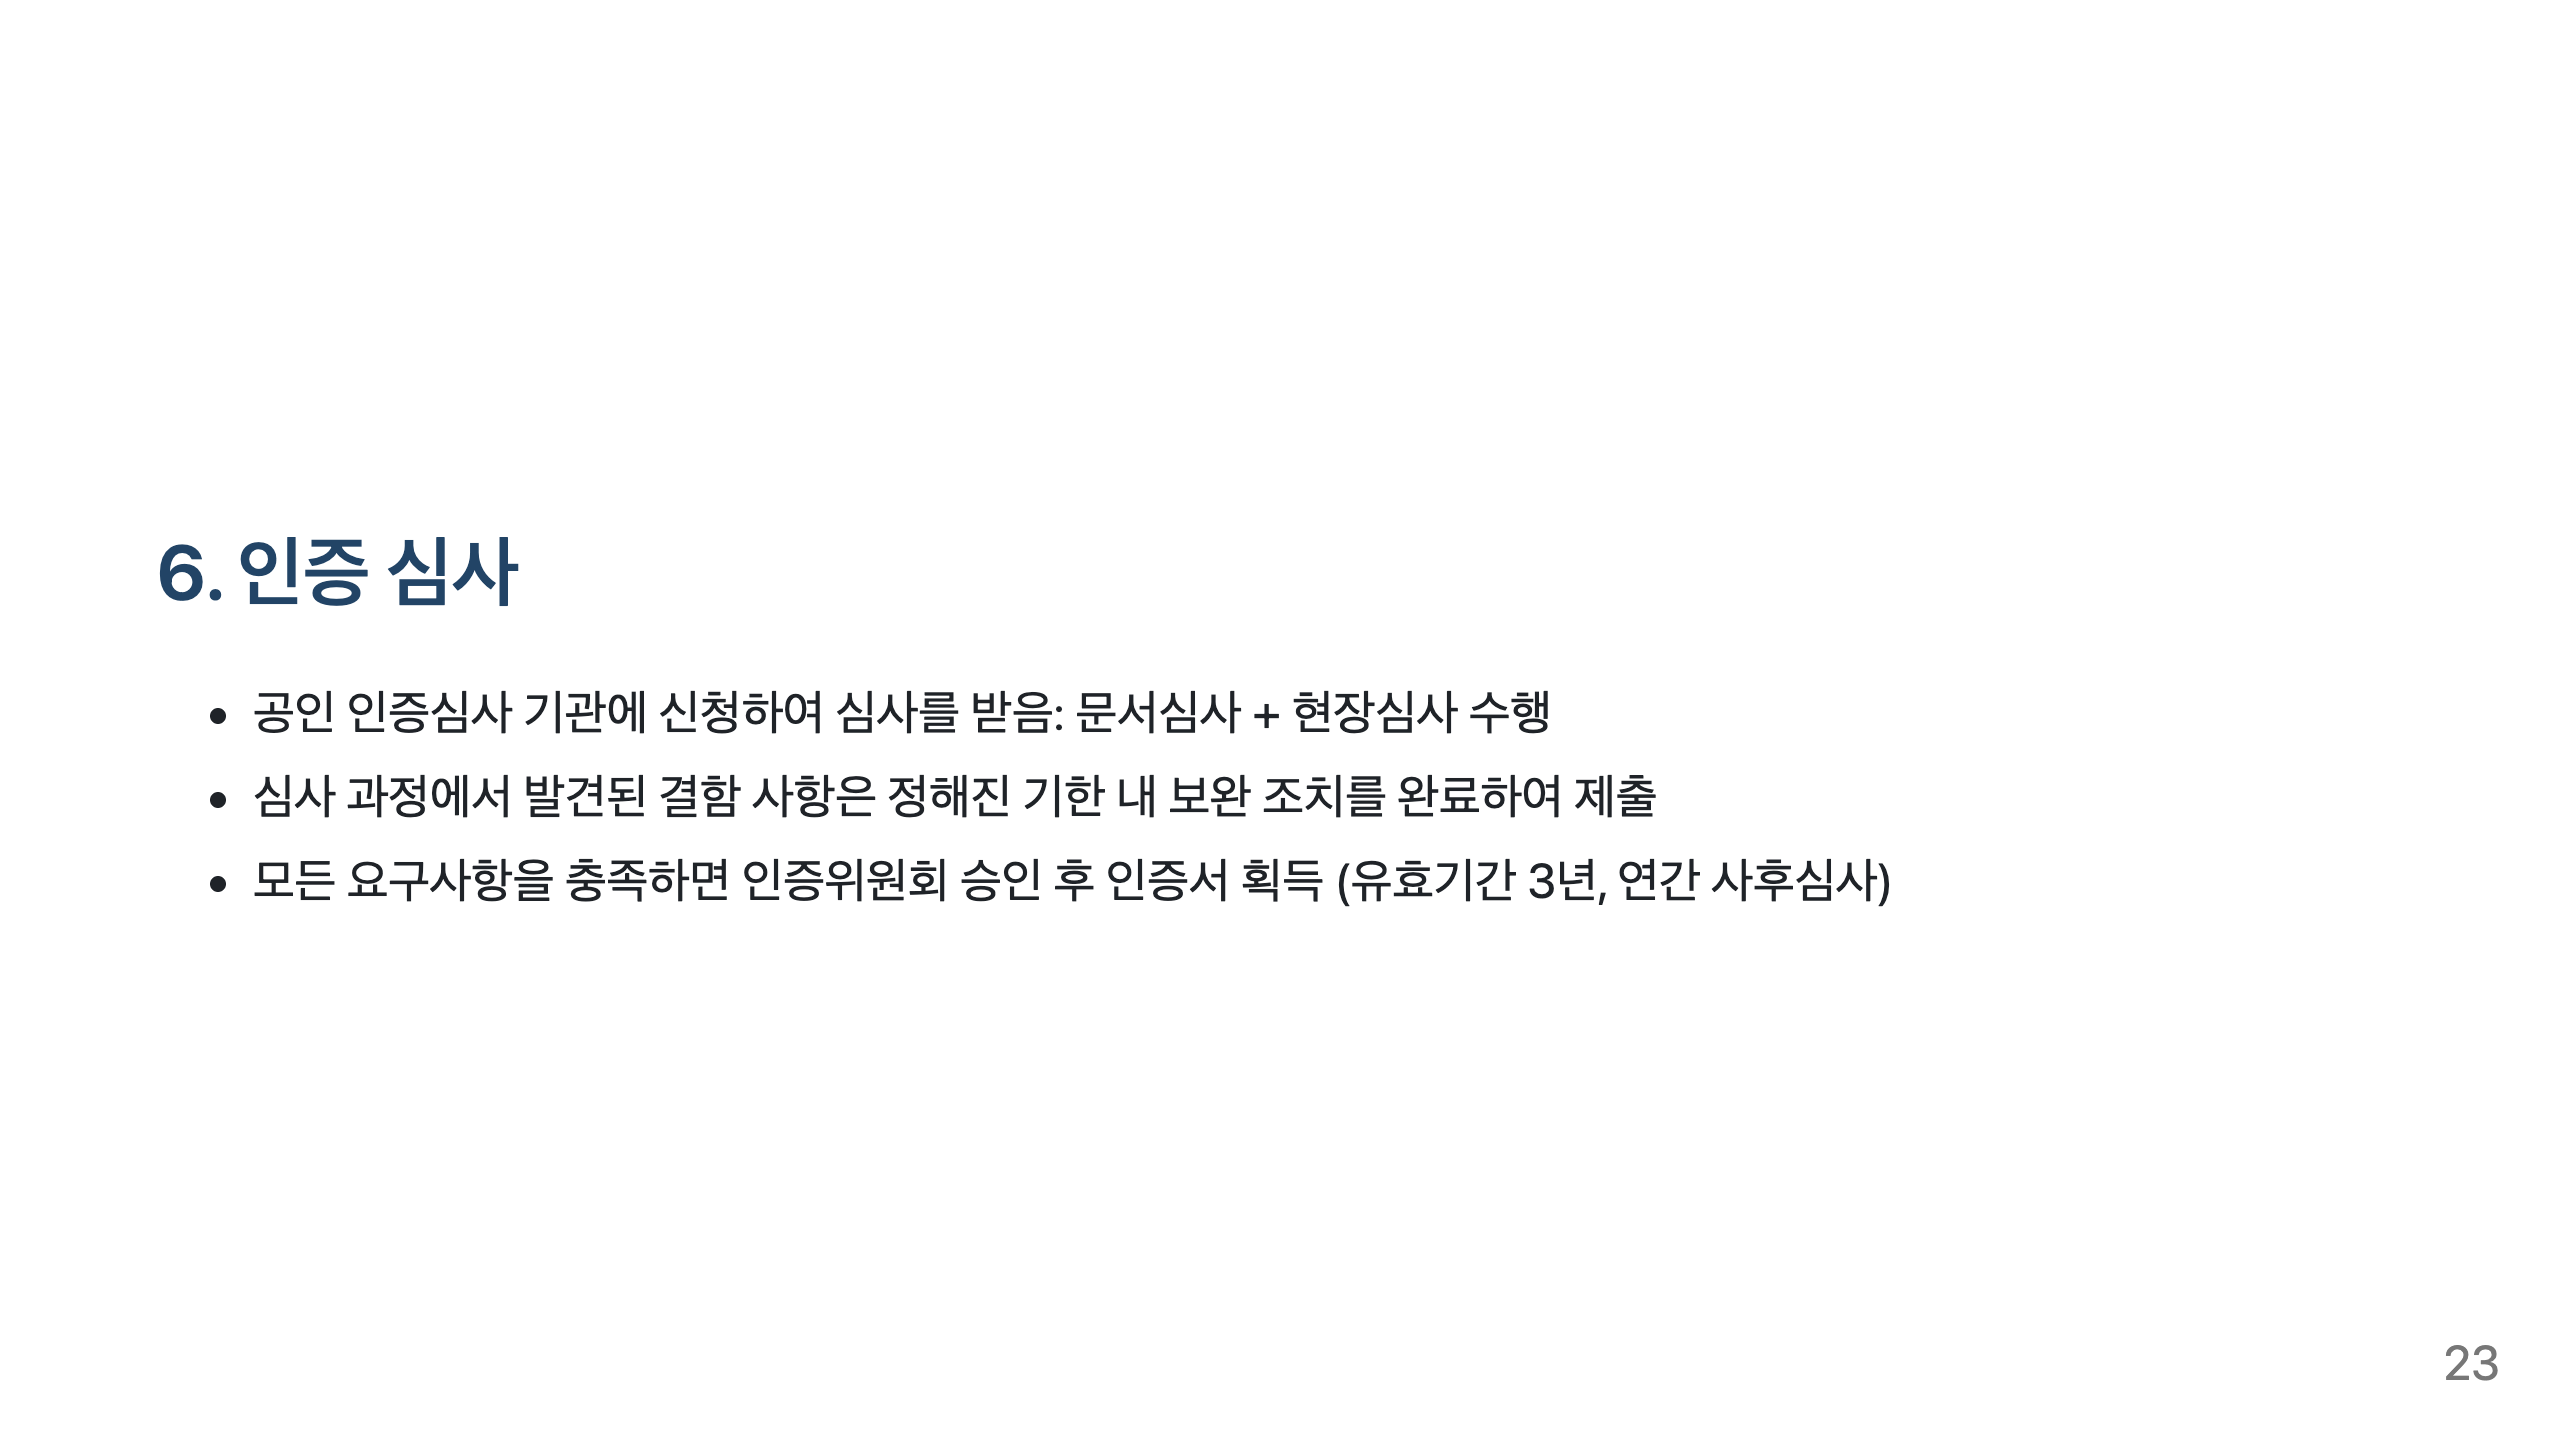 6. 인증 심사
• 공인 인증심사 기관에 신청하여 심사를 받음: 문서심사 + 현장심사 수행
• 심사 과정에서 발견된 결함 사항은 정해진 기한 내 보완 조치를 완료하여 제출
• 모든 요구사항을 충족하면 인증위원회 승인 후 인증서 획득 (유효기간 3년, 연간 사후심사)
23